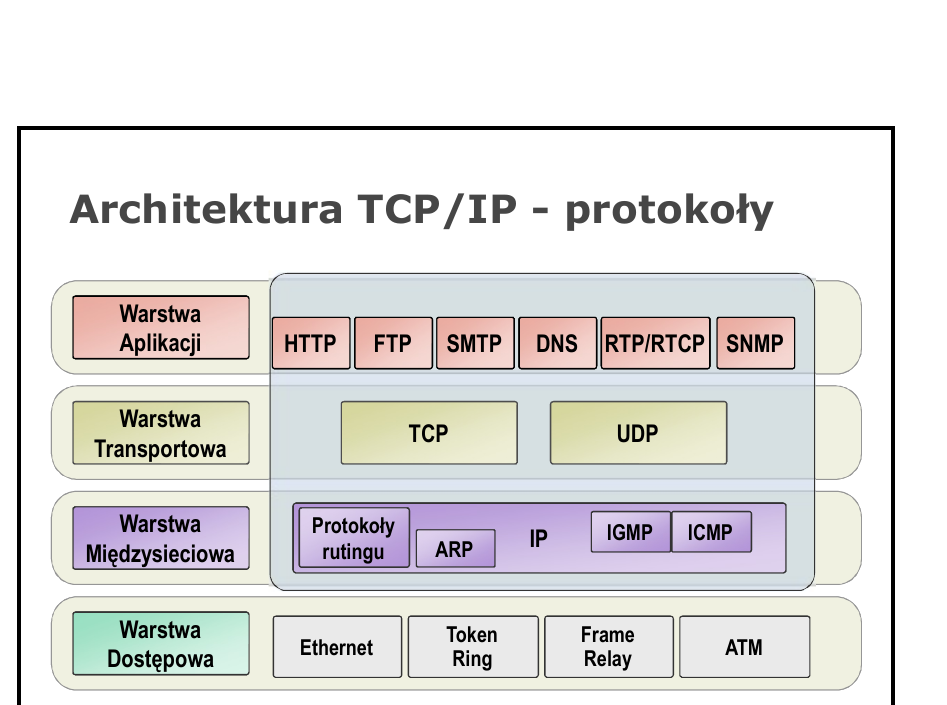 Architektura TCP/IP - protokoły
Warstwa
Aplikacji
HTTP
FTP
SMTP
DNS
RTP/RTCP
SNMP
Warstwa
Transportowa
TCP
UDP
Warstwa
Międzysieciowa
Protokoły
rutingu
ARP
IP
IGMP
ICMP
Warstwa
Dostępowa
Ethernet
Token
Ring
Frame
Relay
ATM